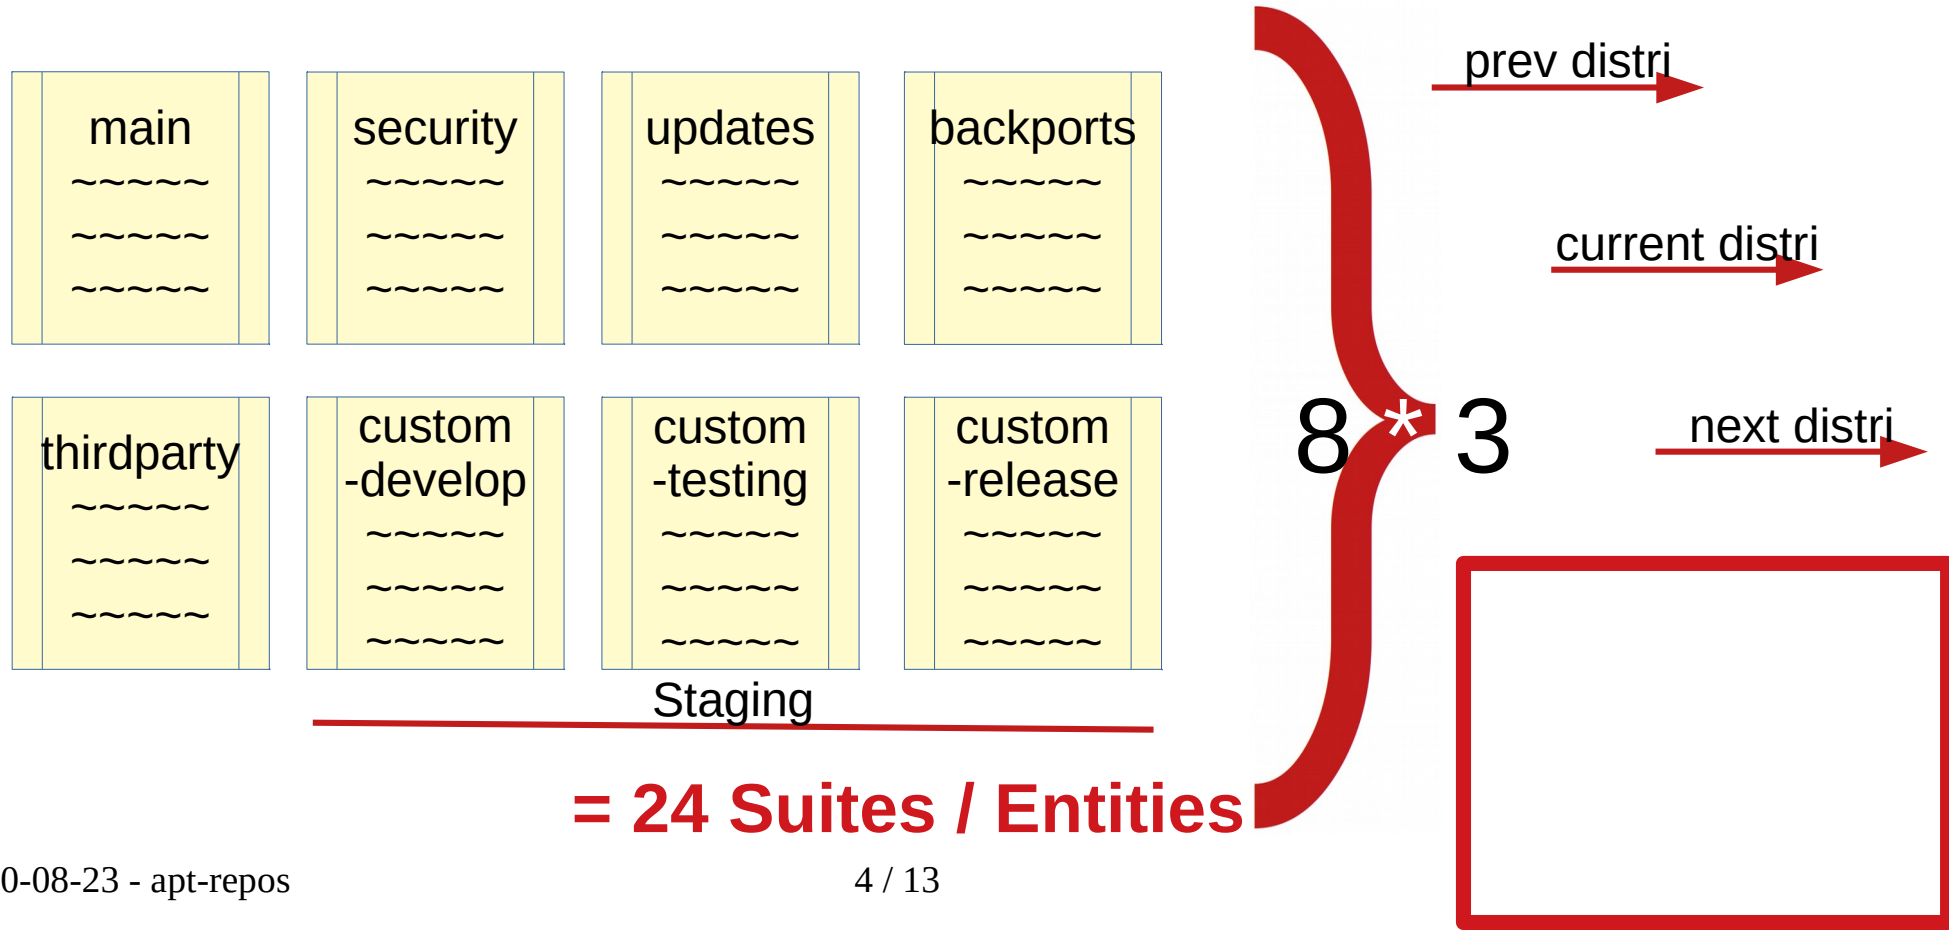 main
~~~~~
~~~~~
~~~~~
security
~~~~~
~~~~~
~~~~~
updates
~~~~~
~~~~~
~~~~~
backports
~~~~~
~~~~~
~~~~~
thirdparty
~~~~~
~~~~~
~~~~~
custom
-develop
~~~~~
~~~~~
~~~~~
custom
-testing
~~~~~
~~~~~
~~~~~
custom
-release
~~~~~
~~~~~
~~~~~
Staging
8 * 3
prev distri
current distri
next distri
= 24 Suites / Entities
0-08-23 - apt-repos
4 / 13